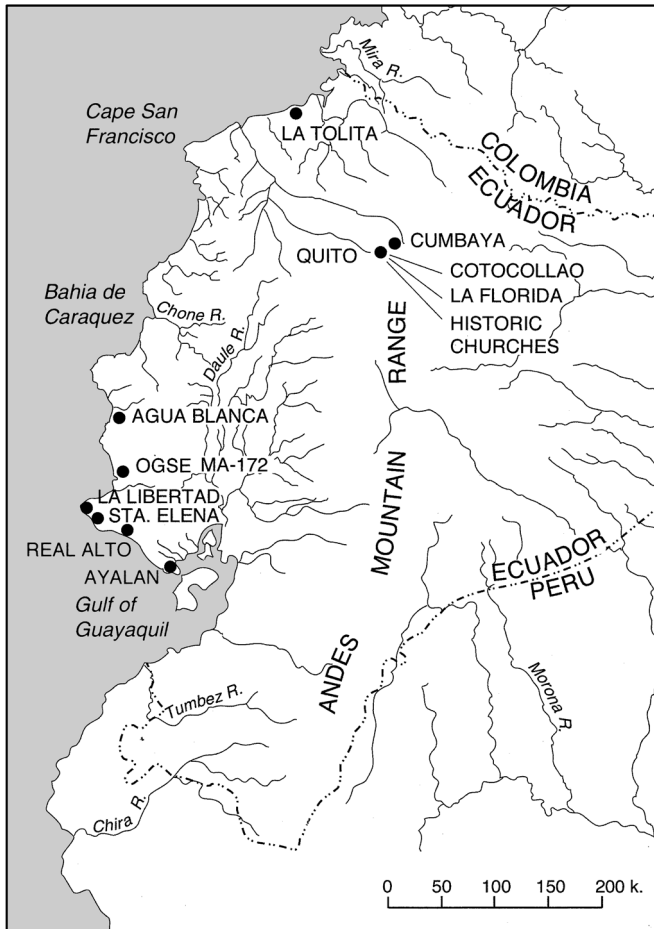 Mira R.
Cape San
Francisco
LA TOLITA
COLOMBIA
ECUADOR
CUMBAYA
QUITO
COTOCOLLAO
LA FLORIDA
HISTORIC
CHURCHES
Bahia de
Caraquez
Chone R.
Daule R.
AGUA BLANCA
OGSE MA-172
LA LIBERTAD
STA. ELENA
REAL ALTO
AYALAN
Gulf of
Guayaquil
ANDES MOUNTAIN RANGE
ECUADOR
PERU
Tumbez R.
Morona R.
Chira R.
0 50 100 150 200 k.